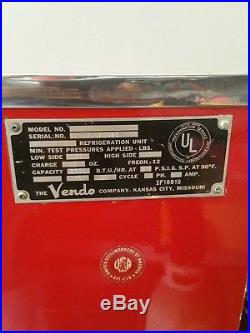 MODEL NO.
SERIAL NO.
REFRIGERATION UNIT
MIN. TEST PRESSURES APPLIED - LBS.
LOW SIDE HIGH SIDE
CHARGE OZ. FREON-12
CAPACITY B.T.U/HR. AT P.S.I.G. S.P. AT 90°F.
CYCLE PH. AMP.
IF16910
THE Vendo COMPANY-KANSAS CITY, MISSOURI
UL